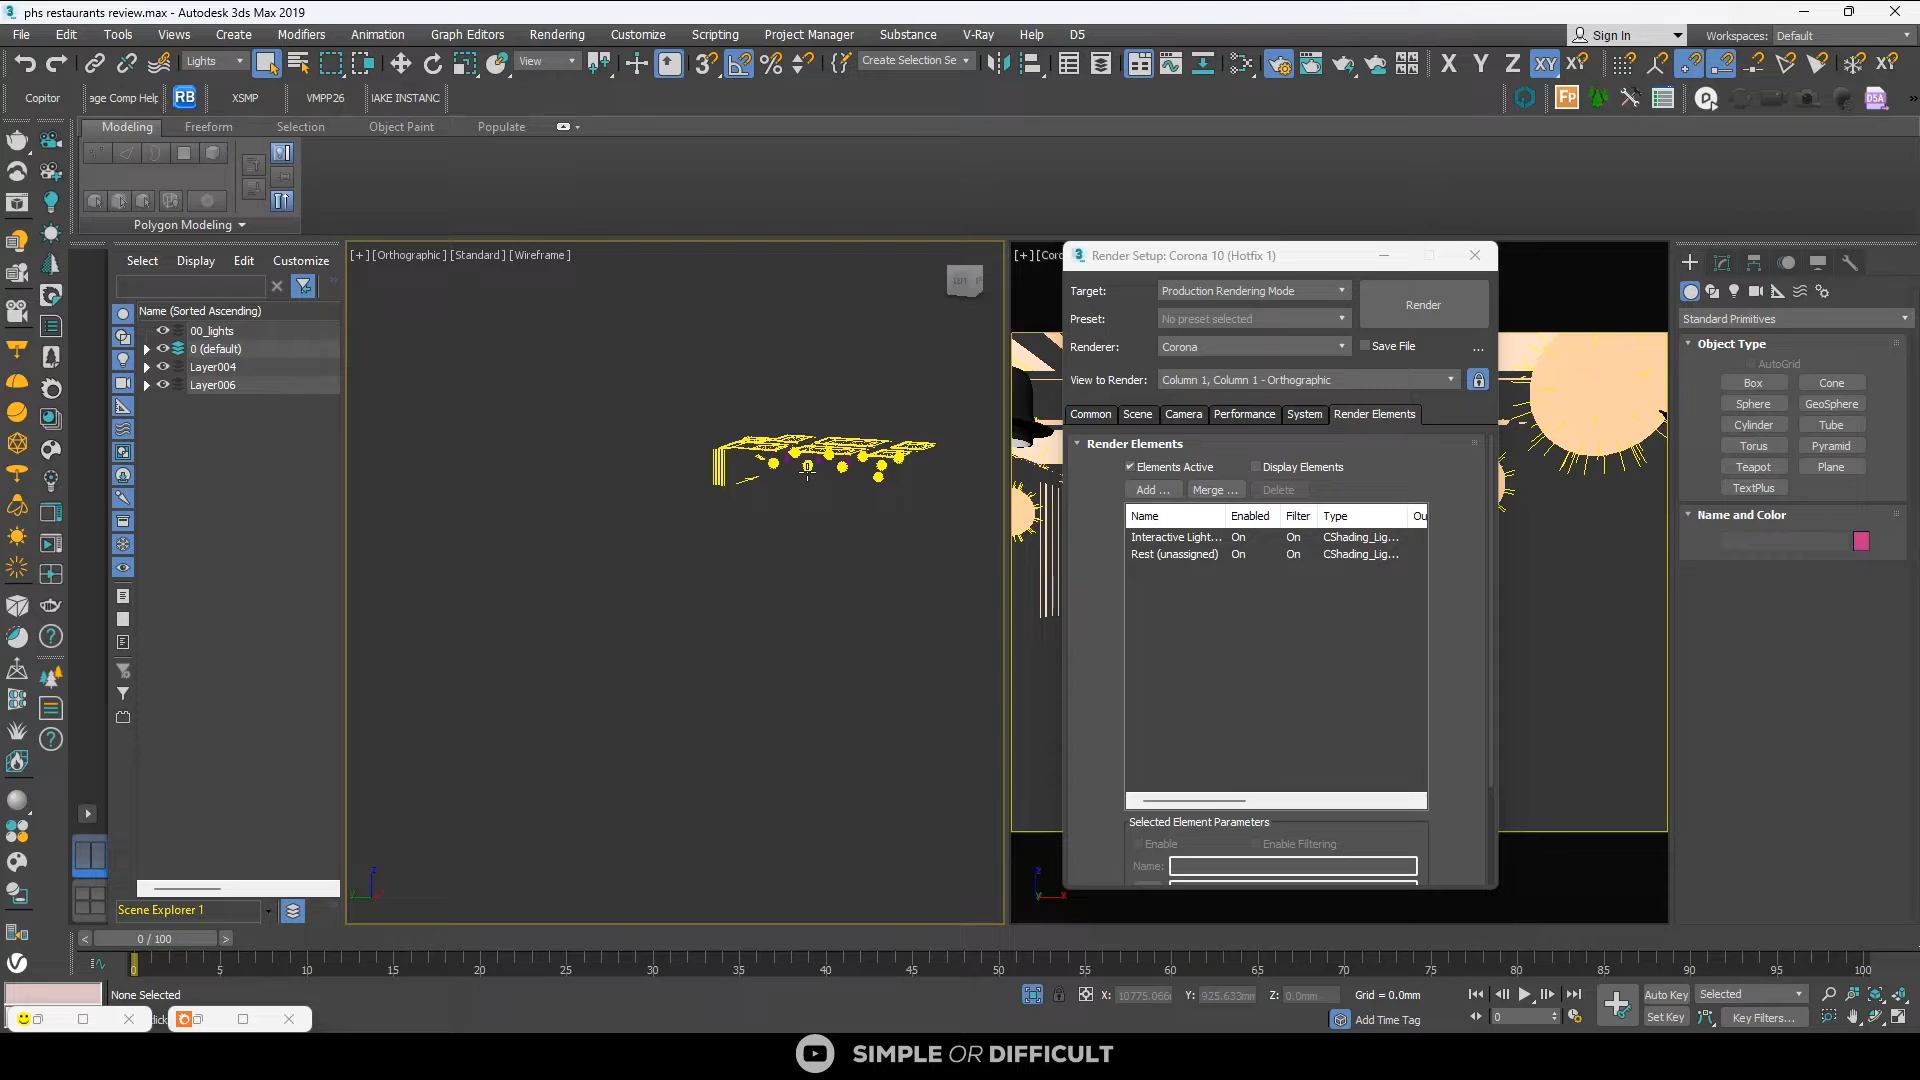 phs restaurants review.max - Autodesk 3ds Max 2019
File Edit Tools Views Create Modifiers Animation Graph Editors Rendering Customize Scripting Project Manager Substance V-Ray Help D5
Sign In Workspaces: Default
Lights View Create Selection Se X Y Z XY
Copitor age Comp Help RB XSMP VMPP26 IAKE INSTANC Fp
Modeling Freeform Selection Object Paint Populate
Polygon Modeling
Select Display Edit Customize
Name (Sorted Ascending)
00_lights
0 (default)
Layer004
Layer006
Scene Explorer 1
[+] [Orthographic] [Standard] [Wireframe]
LEFT
[+] [Coro
Render Setup: Corona 10 (Hotfix 1)
Target: Production Rendering Mode
Render
Preset: No preset selected
Renderer: Corona
Save File ...
View to Render: Column 1, Column 1 - Orthographic
Common Scene Camera Performance System Render Elements
Render Elements
Elements Active Display Elements
Add ... Merge ... Delete
Name Enabled Filter Type Ou
Interactive Light... On On CShading_Lig...
Rest (unassigned) On On CShading_Lig...
Selected Element Parameters
Enable Enable Filtering
Name:
Standard Primitives
Object Type
AutoGrid
Box Cone
Sphere GeoSphere
Cylinder Tube
Torus Pyramid
Teapot Plane
TextPlus
Name and Color
< 0 / 100 >
0 5 10 15 20 25 30 35 40 45 50 55 60 65 70 75 80 85 90 95 100
None Selected
X: 10775.066 Y: 925.633mm Z: 0.0mm Grid = 0.0mm
Auto Key Selected
Add Time Tag
0
Set Key Key Filters...
SIMPLE OR DIFFICULT